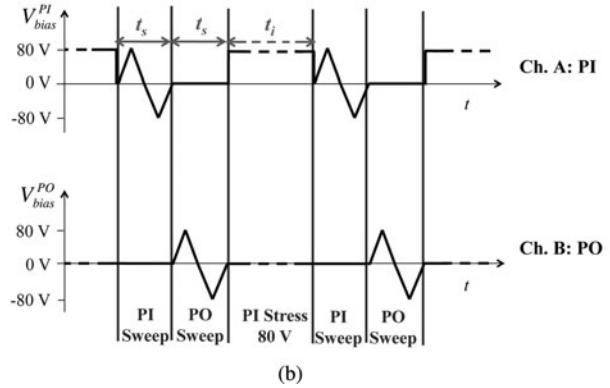 V_bias^PI
t_s t_s t_i
80 V
0 V
-80 V
t
Ch. A: PI
V_bias^PO
80 V
0 V
-80 V
t
Ch. B: PO
PI PO PI Stress PI PO
Sweep Sweep 80 V Sweep Sweep
(b)